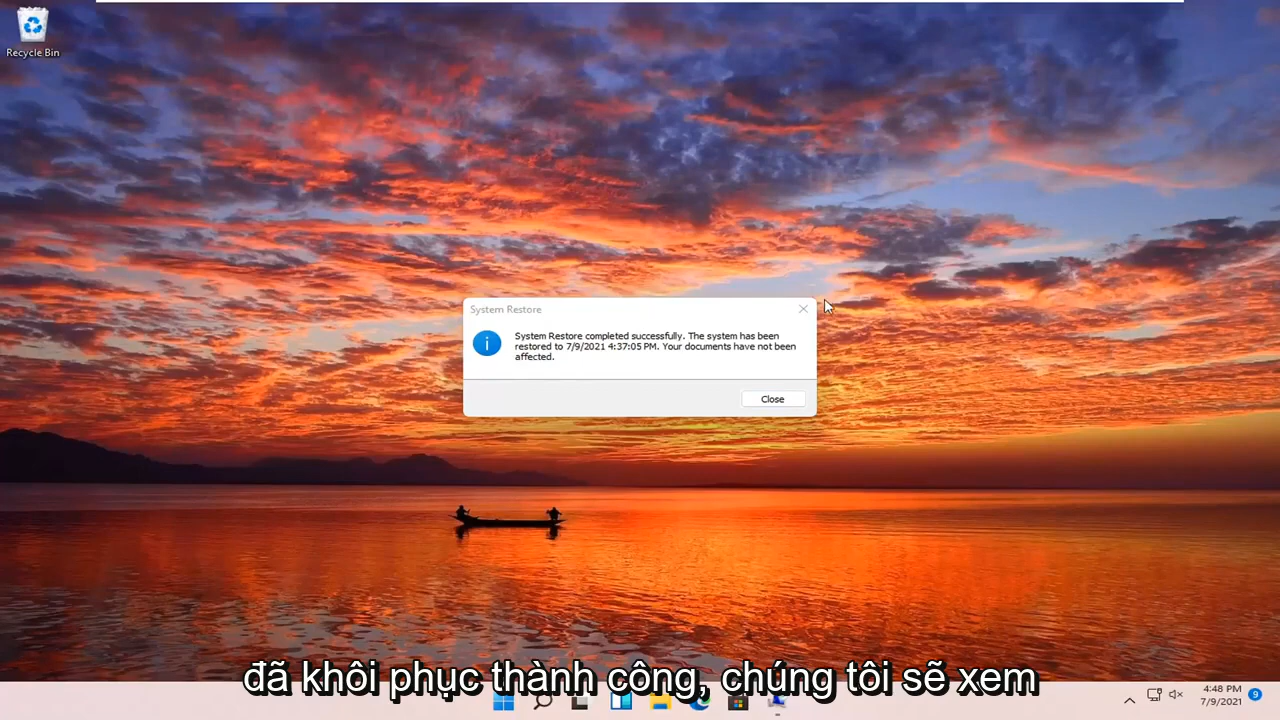 Recycle Bin
System Restore
System Restore completed successfully. The system has been
restored to 7/9/2021 4:37:05 PM. Your documents have not been
affected.
Close
đã khôi phục thành công, chúng tôi sẽ xem
4:48 PM
7/9/2021
9